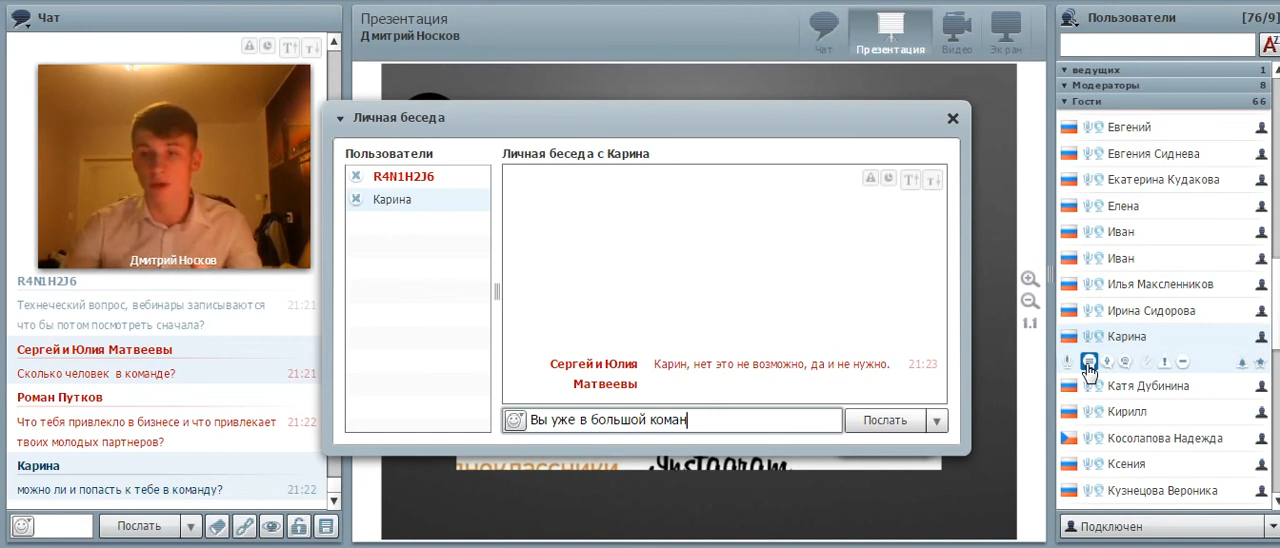 Чат
Дмитрий Носков
R4N1H2J6
Технеческий вопрос, вебинары записываются
что бы потом посмотреть сначала?
21:21
Сергей и Юлия Матвеевы
Сколько человек в команде?
21:21
Роман Путков
Что тебя привлекло в бизнесе и что привлекает
твоих молодых партнеров?
21:22
Карина
можно ли и попасть к тебе в команду?
21:22
Послать
Презентация
Дмитрий Носков
Чат
Презентация
Видео
Экран
Личная беседа
Пользователи
R4N1H2J6
Карина
Личная беседа с Карина
Сергей и Юлия
Матвеевы
Карин, нет это не возможно, да и не нужно.
21:23
Вы уже в большой коман
Послать
1.1
Пользователи
[76/9]
ведущих 1
Модераторы 8
Гости 66
Евгений
Евгения Сиднева
Екатерина Кудакова
Елена
Иван
Иван
Илья Максленников
Ирина Сидорова
Карина
Катя Дубинина
Кирилл
Косолапова Надежда
Ксения
Кузнецова Вероника
Подключен